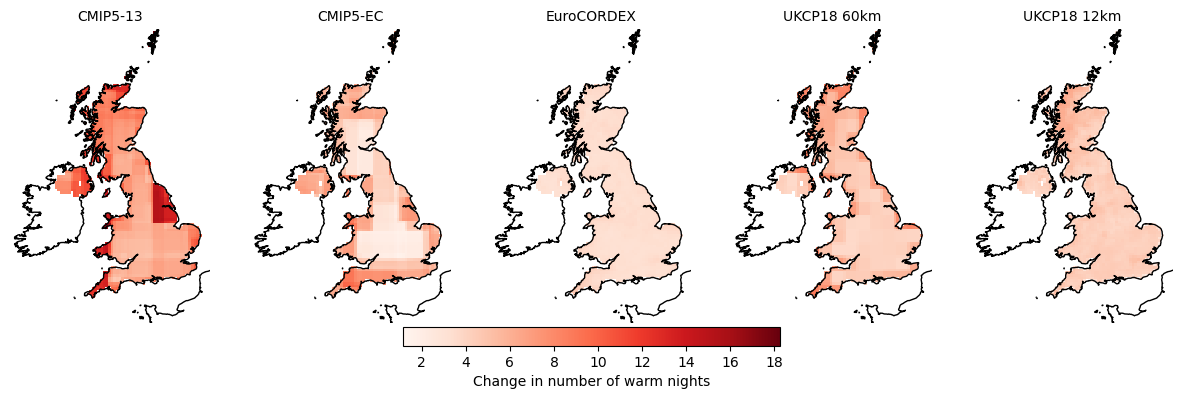 CMIP5-13 CMIP5-EC EuroCORDEX UKCP18 60km UKCP18 12km
2 4 6 8 10 12 14 16 18
Change in number of warm nights